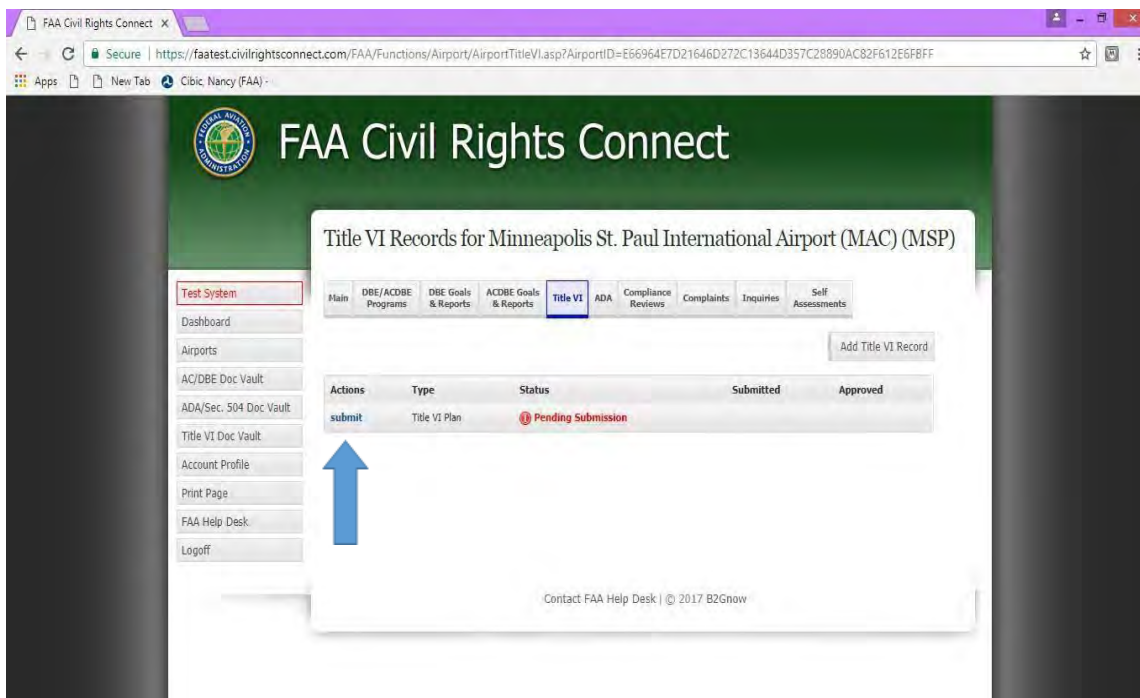 FAA Civil Rights Connect
Secure | https://faatest.civilrightsconnect.com/FAA/Functions/Airport/AirportTitleVI.asp?AirportID=E66964E7D21646D272C13644D357C28890AC82F612E6FBFF
Apps New Tab Cibic, Nancy (FAA) -
FEDERAL AVIATION ADMINISTRATION
FAA Civil Rights Connect
Title VI Records for Minneapolis St. Paul International Airport (MAC) (MSP)
Test System
Dashboard
Airports
AC/DBE Doc Vault
ADA/Sec. 504 Doc Vault
Title VI Doc Vault
Account Profile
Print Page
FAA Help Desk
Logoff
Main DBE/ACDBE Programs DBE Goals & Reports ACDBE Goals & Reports Title VI ADA Compliance Reviews Complaints Inquiries Self Assessments
Add Title VI Record
Actions Type Status Submitted Approved
submit Title VI Plan Pending Submission
Contact FAA Help Desk | © 2017 B2Gnow